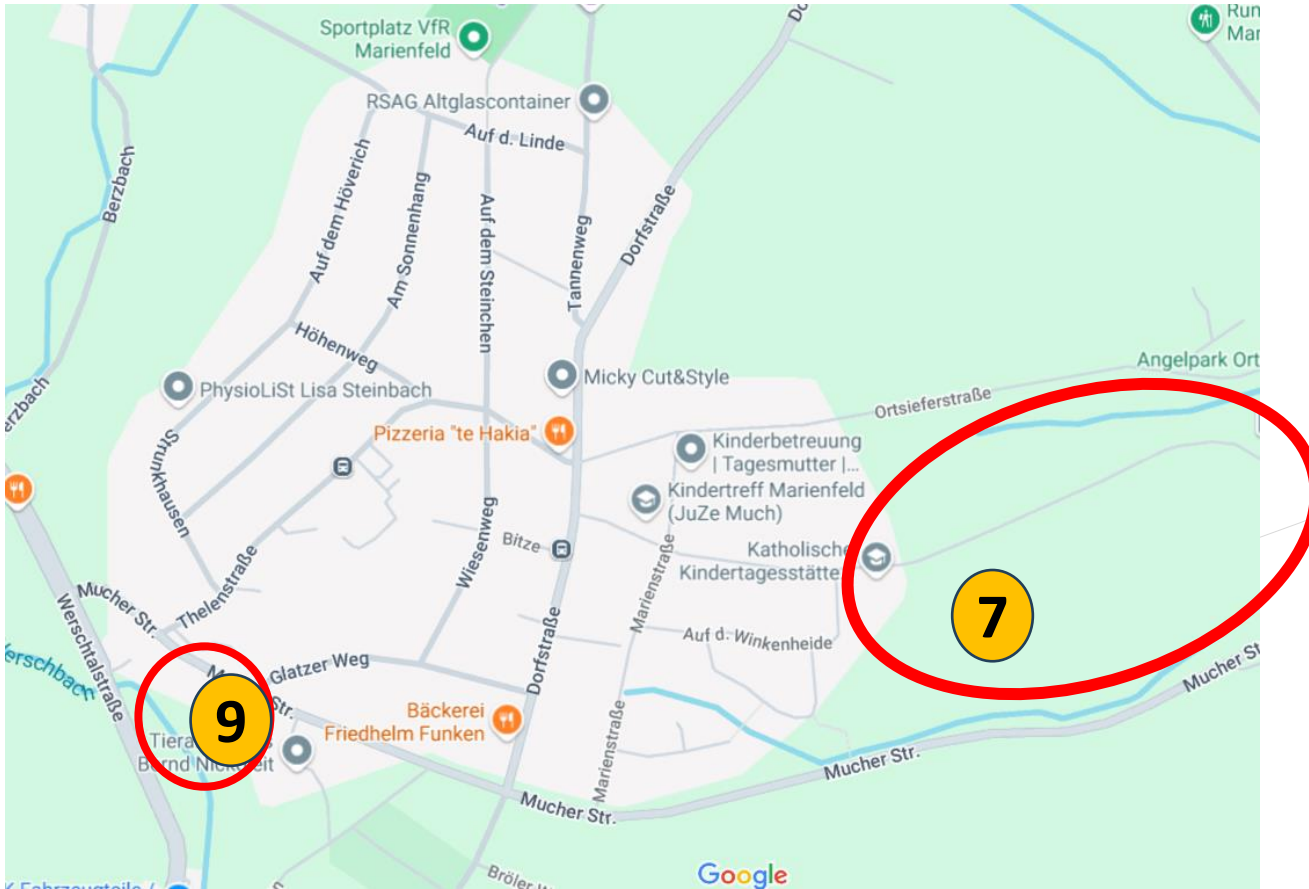 Sportplatz VfR
Marienfeld
RSAG Altglascontainer
Auf d. Linde
Berzbach
Auf dem Höverich
Am Sonnenhang
Auf dem Steinchen
Tannenweg
Dorfstraße
Höhenweg
PhysioLiSt Lisa Steinbach
Micky Cut&Style
Angelpark Ort
Ortsieferstraße
Pizzeria "te Hakia"
Kinderbetreuung
| Tagesmutter |...
Kindertreff Marienfeld
(JuZe Much)
Strunkhausen
Bitze
Wiesenweg
Katholische
Kindertagesstätte
Thelenstraße
Marienstraße
Mucher Str.
Werschtalstraße
7
Auf d. Winkenheide
Glatzer Weg
Dorfstraße
Mucher St
9
Str.
Bäckerei
Friedhelm Funken
Marienstraße
Mucher Str.
Mucher Str.
Google